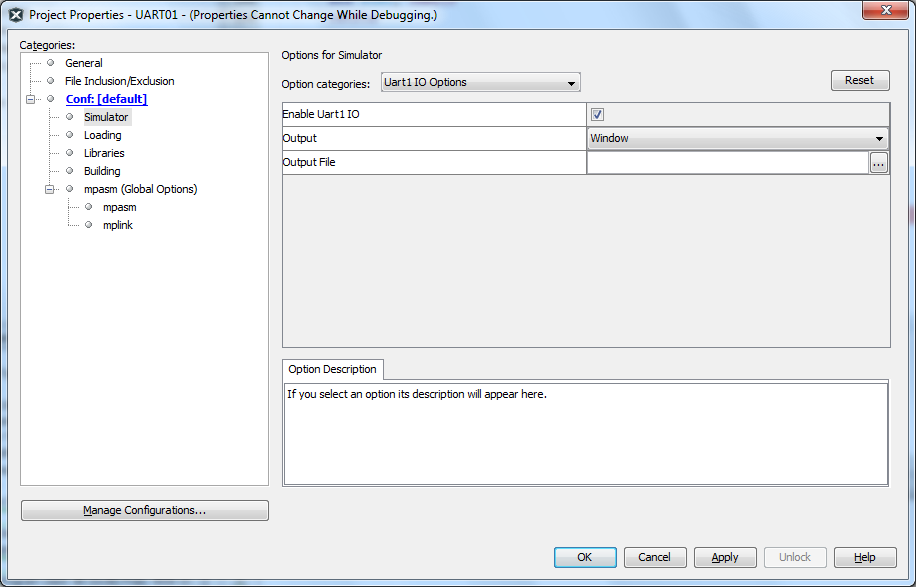 Project Properties - UART01 - (Properties Cannot Change While Debugging.)
Categories:
General
File Inclusion/Exclusion
Conf: [default]
Simulator
Loading
Libraries
Building
mpasm (Global Options)
mpasm
mplink
Manage Configurations...
Options for Simulator
Option categories: Uart1 IO Options
Reset
Enable Uart1 IO
Output Window
Output File ...
Option Description
If you select an option its description will appear here.
OK Cancel Apply Unlock Help